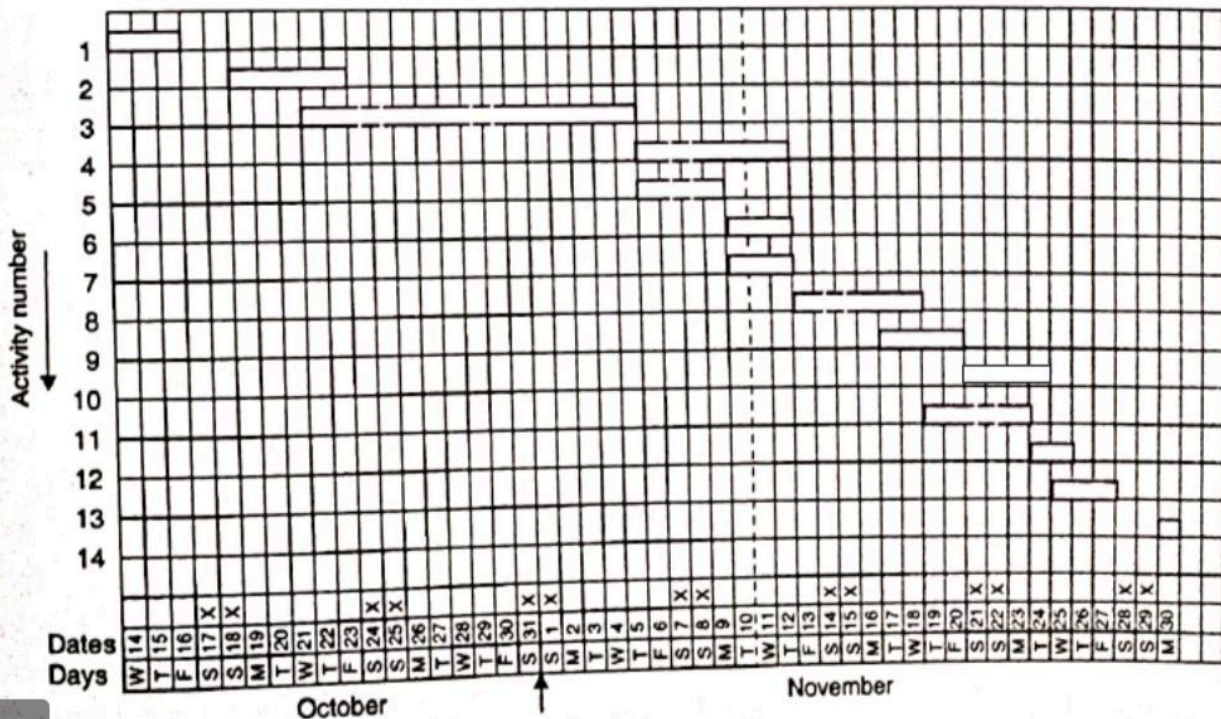 1
2
3
4
5
6
7
8
9
10
11
12
13
14
Activity number
X X X X X X X X X X X X X X
Dates 14 15 16 17 18 19 20 21 22 23 24 25 26 27 28 29 30 31 1 2 3 4 5 6 7 8 9 10 11 12 13 14 15 16 17 18 19 20 21 22 23 24 25 26 27 28 29 30
Days W T F S S M T W T F S S M T W T F S S M T W T F S S M T W T F S S M T W T F S S M T W T F S S M
October November